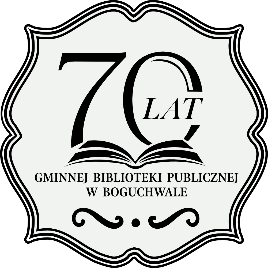 70 LAT
GMINNEJ BIBLIOTEKI PUBLICZNEJ
W BOGUCHWALE